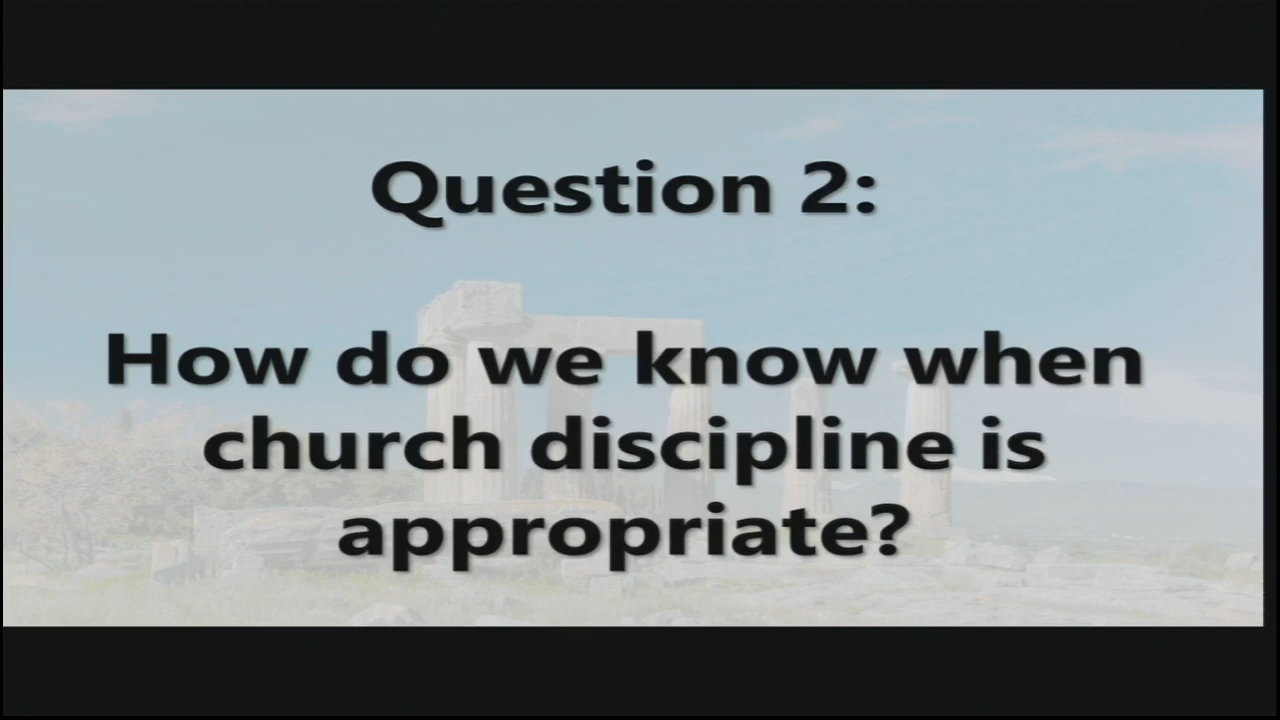 Question 2:
How do we know when
church discipline is
appropriate?